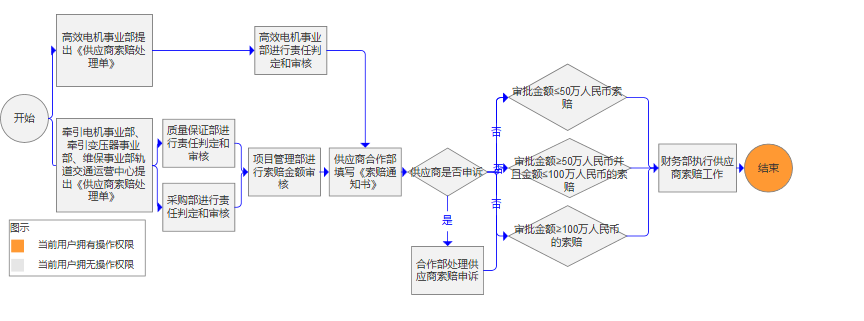 开始
高效电机事业部提
出《供应商索赔处
理单》
高效电机事业
部进行责任判
定和审核
牵引电机事业部、
牵引变压器事业
部、维保事业部轨
道交通运营中心提
出《供应商索赔处
理单》
质量保证部进
行责任判定和
审核
采购部进行责
任判定和审核
项目管理部进
行索赔金额审
核
供应商合作部
填写《索赔通
知书》
供应商是否申诉
是
合作部处理供
应商索赔申诉
否
否
否
审批金额≤50万人民币索
赔
审批金额≥50万人民币并
且金额≤100万人民币的索
赔
审批金额≥100万人民币
的索赔
财务部执行供应
商索赔工作
结束
图示
当前用户拥有操作权限
当前用户拥无操作权限